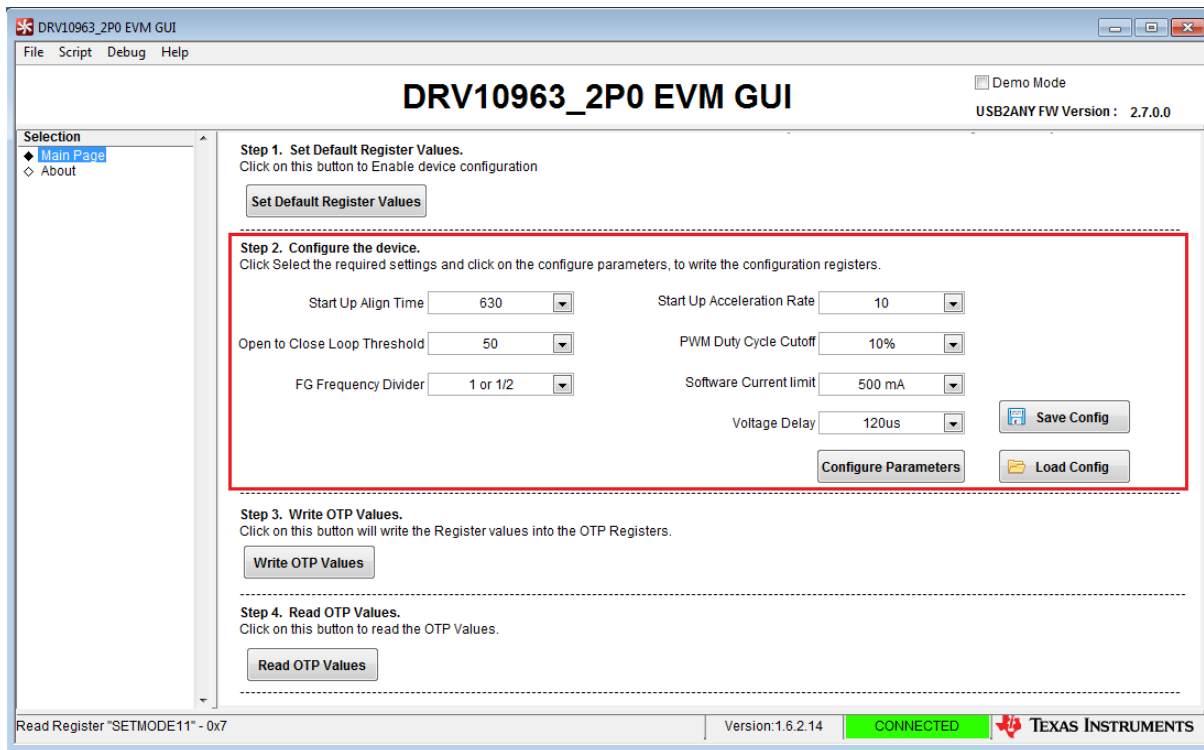 DRV10963_2P0 EVM GUI
File Script Debug Help
DRV10963_2P0 EVM GUI
Demo Mode
USB2ANY FW Version : 2.7.0.0
Selection
Main Page
About
Step 1. Set Default Register Values.
Click on this button to Enable device configuration
Set Default Register Values
Step 2. Configure the device.
Click Select the required settings and click on the configure parameters, to write the configuration registers.
Start Up Align Time 630 Start Up Acceleration Rate 10
Open to Close Loop Threshold 50 PWM Duty Cycle Cutoff 10%
FG Frequency Divider 1 or 1/2 Software Current limit 500 mA
Voltage Delay 120us Save Config
Configure Parameters Load Config
Step 3. Write OTP Values.
Click on this button will write the Register values into the OTP Registers.
Write OTP Values
Step 4. Read OTP Values.
Click on this button to read the OTP Values.
Read OTP Values
Read Register "SETMODE11" - 0x7 Version:1.6.2.14 CONNECTED TEXAS INSTRUMENTS